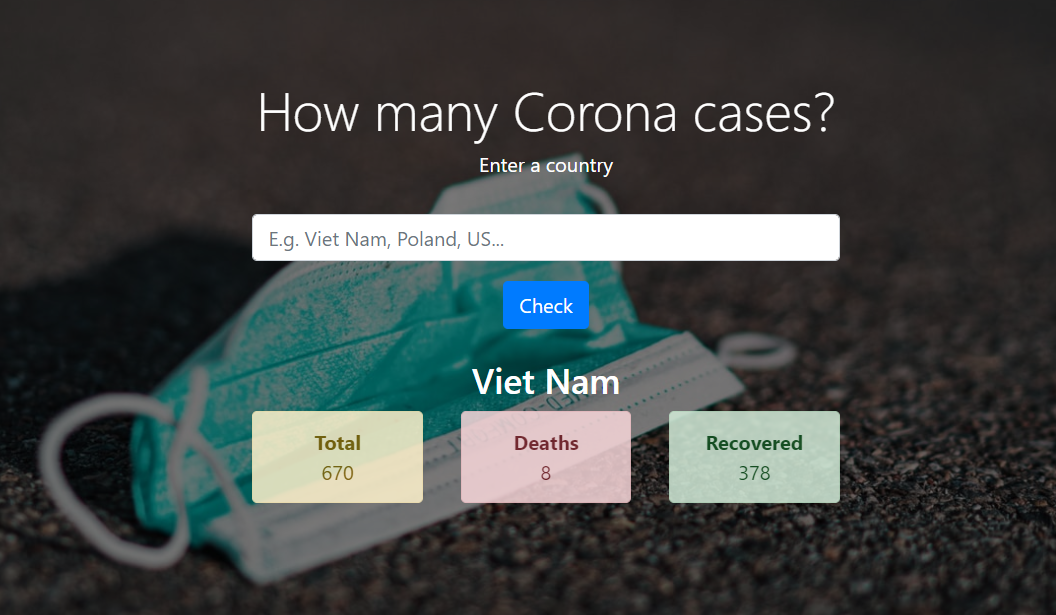 How many Corona cases?
Enter a country
E.g. Viet Nam, Poland, US...
Check
Viet Nam
Total
670
Deaths
8
Recovered
378